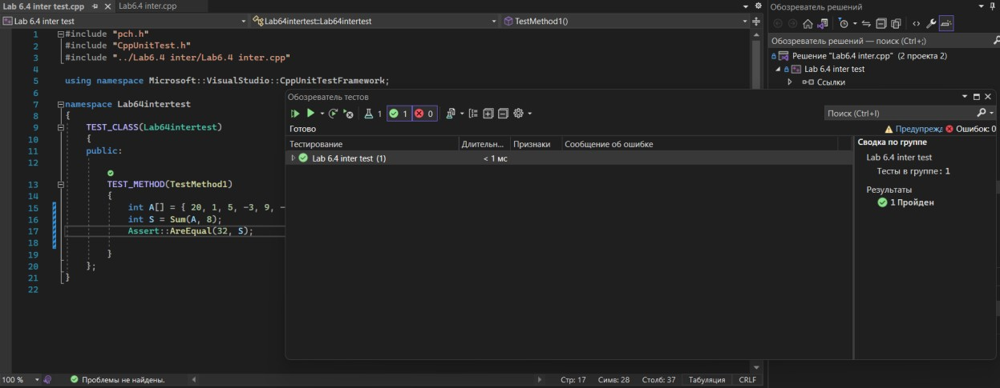 Lab 6.4 inter test.cpp
Lab6.4 inter.cpp
Обозреватель решений
Lab 6.4 inter test
Lab64intertest::Lab64intertest
TestMethod1()
1 #include "pch.h"
2 #include "CppUnitTest.h"
3 #include "../Lab6.4 inter/Lab6.4 inter.cpp"
4
5 using namespace Microsoft::VisualStudio::CppUnitTestFramework;
6
7 namespace Lab64intertest
8 {
9 TEST_CLASS(Lab64intertest)
10 {
11 public:
12
13 TEST_METHOD(TestMethod1)
14 {
15 int A[] = { 20, 1, 5, -3, 9, -
16 int S = Sum(A, 8);
17 Assert::AreEqual(32, S);
18
19 }
20 };
21 }
22
Обозреватель решений — поиск (Ctrl+;)
Решение "Lab6.4 inter.cpp" (2 проекта 2)
Lab 6.4 inter test
Ссылки
Обозреватель тестов
1 1 0
Поиск (Ctrl+I)
Готово
Предупрежд Ошибок: 0
Тестирование Длительн... Признаки Сообщение об ошибке
Lab 6.4 inter test (1) < 1 мс
Сводка по группе
Lab 6.4 inter test
Тесты в группе: 1
Результаты
1 Пройден
100 % Проблемы не найдены. Стр: 17 Симв: 28 Столб: 37 Табуляция CRLF